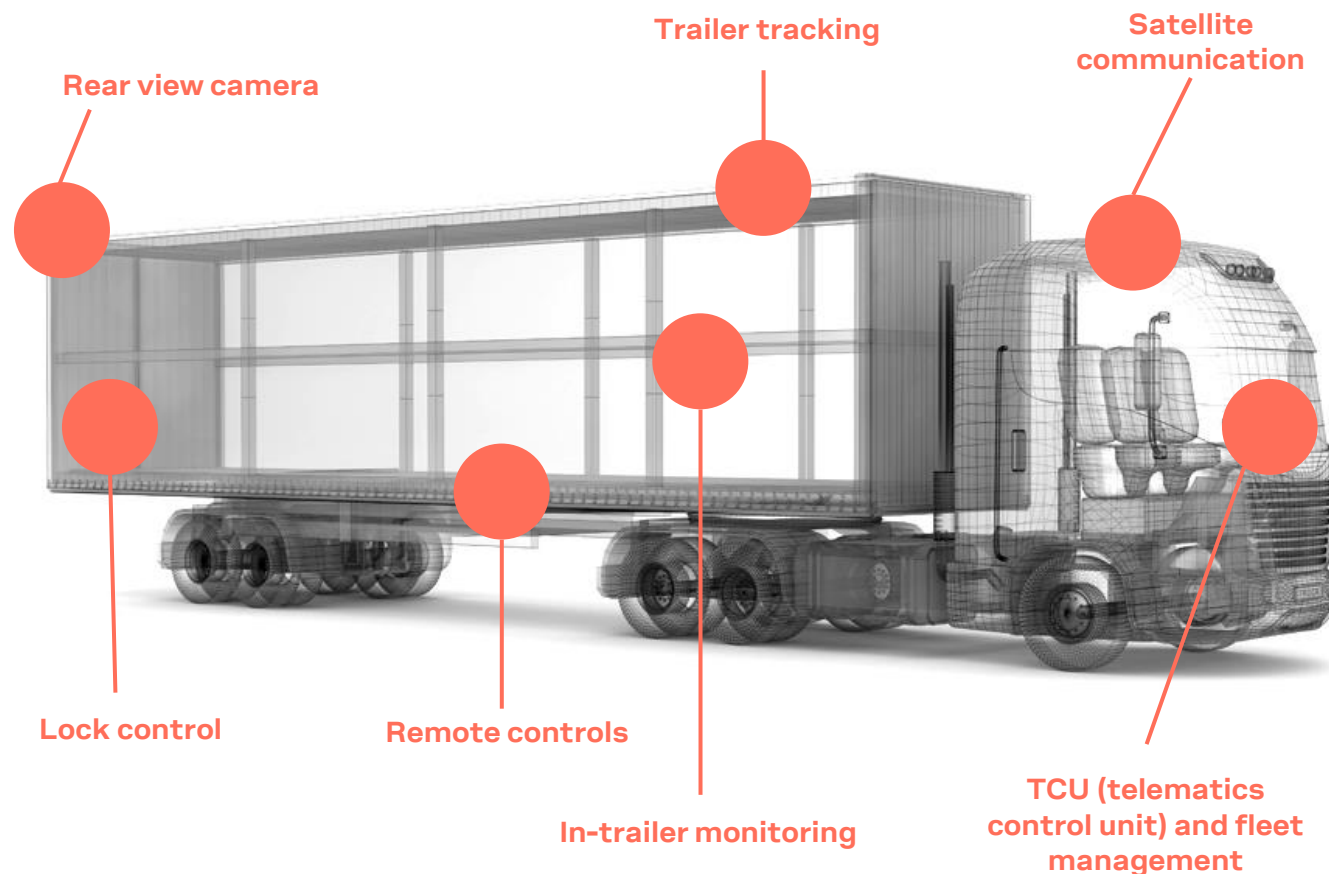 Trailer tracking
Satellite
communication
Rear view camera
Lock control
Remote controls
In-trailer monitoring
TCU (telematics
control unit) and fleet
management